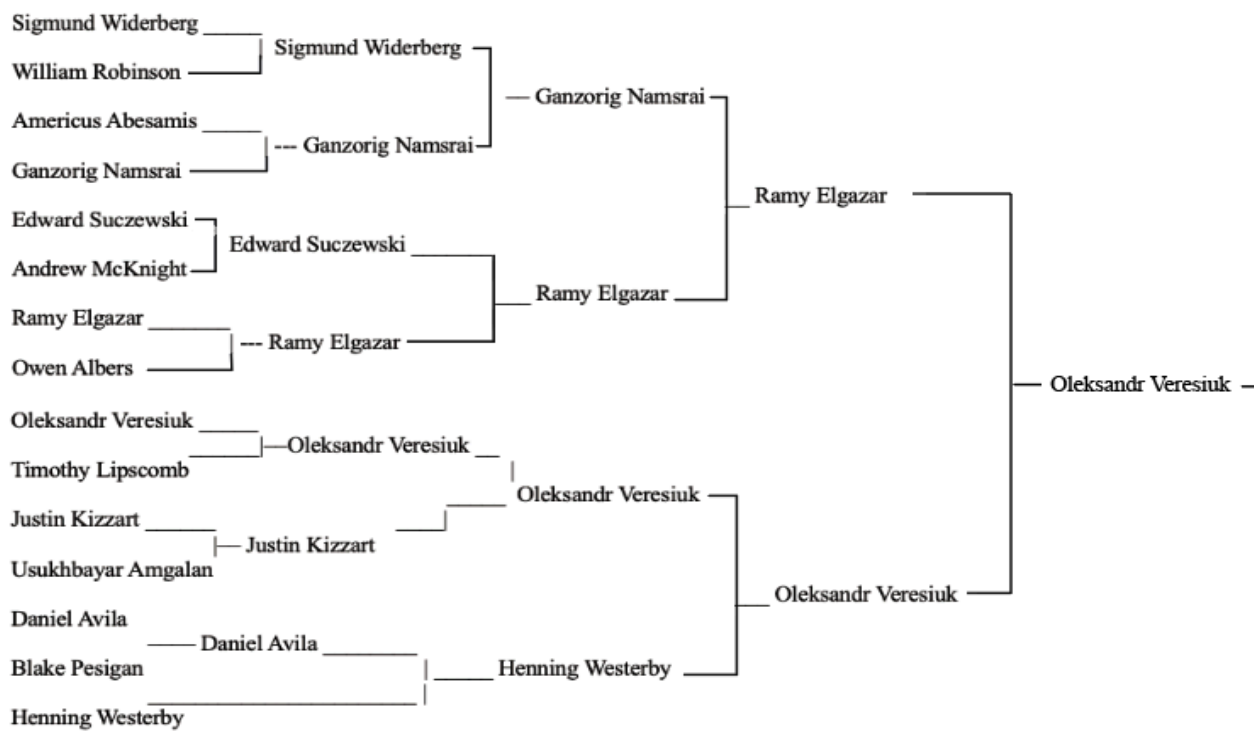 Sigmund Widerberg
Sigmund Widerberg
William Robinson
Ganzorig Namsrai
Americus Abesamis
Ganzorig Namsrai
Ganzorig Namsrai
Ramy Elgazar
Edward Suczewski
Edward Suczewski
Andrew McKnight
Ramy Elgazar
Ramy Elgazar
Ramy Elgazar
Owen Albers
Oleksandr Veresiuk
Oleksandr Veresiuk
Oleksandr Veresiuk
Timothy Lipscomb
Oleksandr Veresiuk
Justin Kizzart
Justin Kizzart
Usukhbayar Amgalan
Oleksandr Veresiuk
Daniel Avila
Daniel Avila
Blake Pesigan
Henning Westerby
Henning Westerby